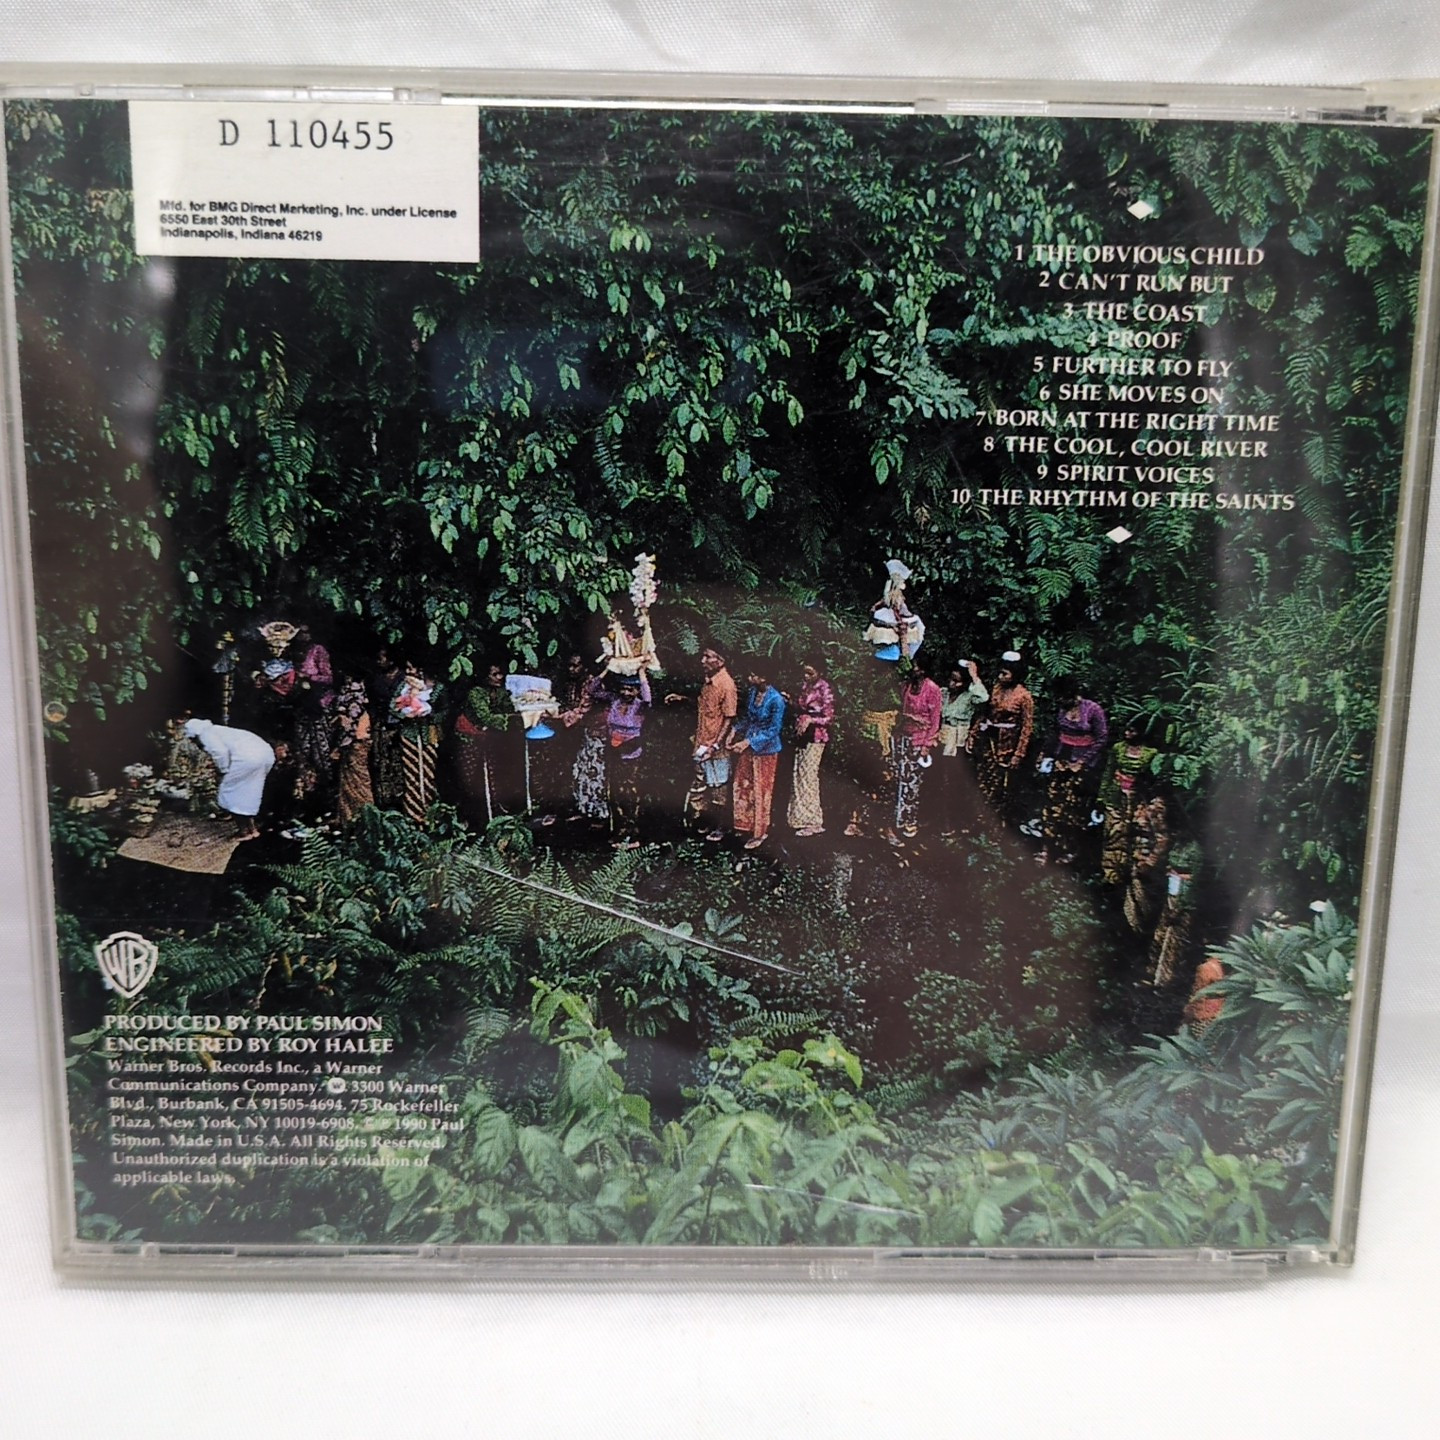 D 110455
Mfd. for BMG Direct Marketing, Inc. under License
6550 East 30th Street
Indianapolis, Indiana 46219
1 THE OBVIOUS CHILD
2 CAN'T RUN BUT
3 THE COAST
4 PROOF
5 FURTHER TO FLY
6 SHE MOVES ON
7 BORN AT THE RIGHT TIME
8 THE COOL, COOL RIVER
9 SPIRIT VOICES
10 THE RHYTHM OF THE SAINTS
WB
PRODUCED BY PAUL SIMON
ENGINEERED BY ROY HALEE
Warner Bros. Records Inc., a Warner
Communications Company. 3300 Warner
Blvd., Burbank, CA 91505-4694. 75 Rockefeller
Plaza, New York, NY 10019-6908. © ℗ 1990 Paul
Simon. Made in U.S.A. All Rights Reserved.
Unauthorized duplication is a violation of
applicable laws.